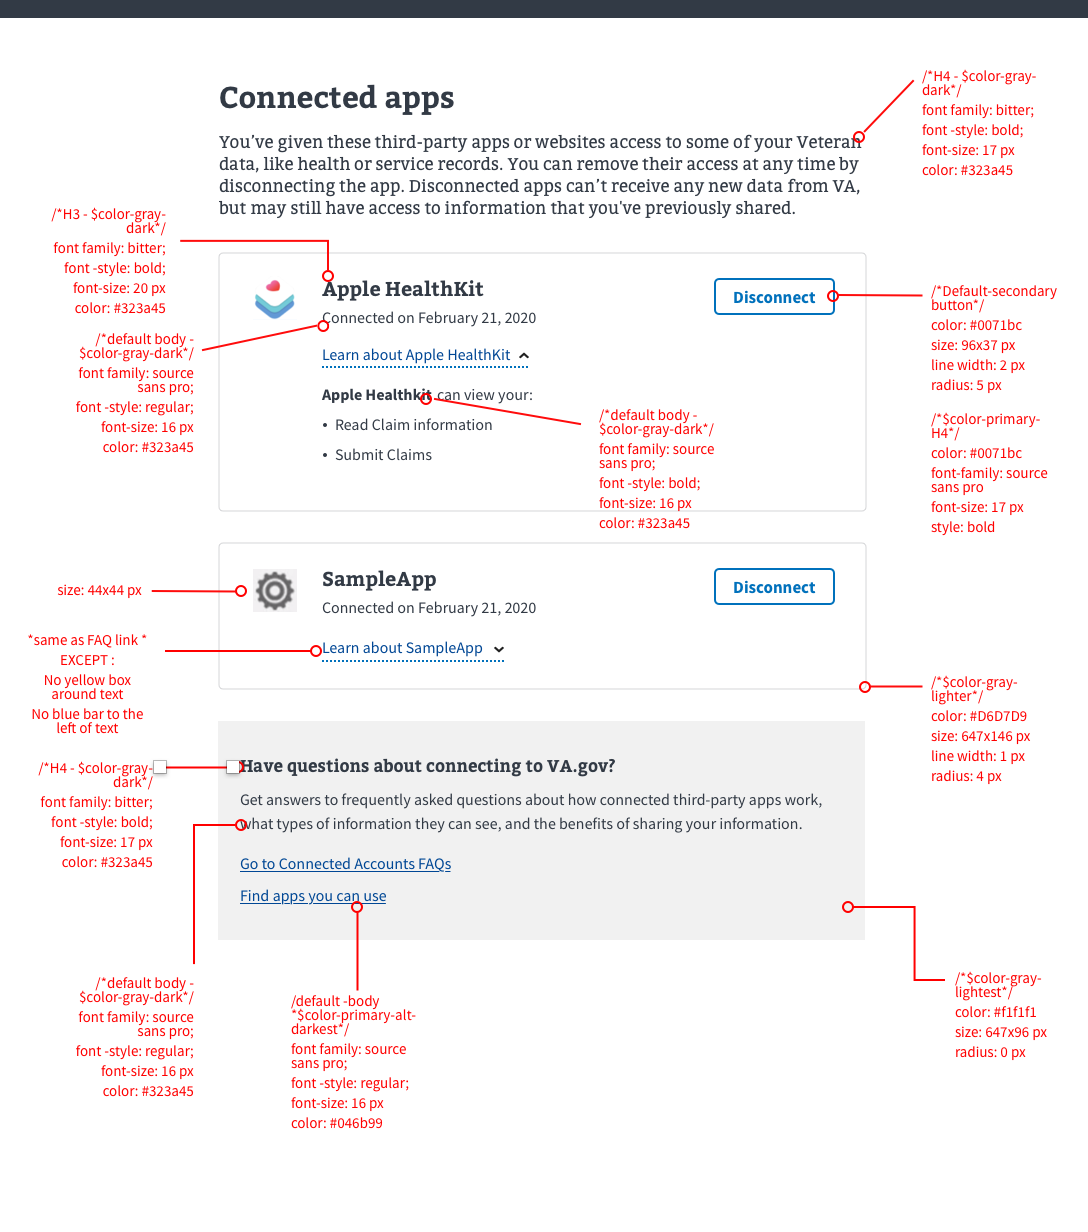 Connected apps
You've given these third-party apps or websites access to some of your Veteran
data, like health or service records. You can remove their access at any time by
disconnecting the app. Disconnected apps can't receive any new data from VA,
but may still have access to information that you've previously shared.
/*H4 - $color-gray-
dark*/
font family: bitter;
font -style: bold;
font-size: 17 px
color: #323a45
/*H3 - $color-gray-
dark*/
font family: bitter;
font -style: bold;
font-size: 20 px
color: #323a45
/*default body -
$color-gray-dark*/
font family: source
sans pro;
font -style: regular;
font-size: 16 px
color: #323a45
Apple HealthKit
Connected on February 21, 2020
Learn about Apple HealthKit
Apple Healthkit can view your:
• Read Claim information
• Submit Claims
Disconnect
/*default body -
$color-gray-dark*/
font family: source
sans pro;
font -style: bold;
font-size: 16 px
color: #323a45
/*Default-secondary
button*/
color: #0071bc
size: 96x37 px
line width: 2 px
radius: 5 px
/*$color-primary-
H4*/
color: #0071bc
font-family: source
sans pro
font-size: 17 px
style: bold
size: 44x44 px
*same as FAQ link *
EXCEPT :
No yellow box
around text
No blue bar to the
left of text
SampleApp
Connected on February 21, 2020
Learn about SampleApp
Disconnect
/*$color-gray-
lighter*/
color: #D6D7D9
size: 647x146 px
line width: 1 px
radius: 4 px
/*H4 - $color-gray-
dark*/
font family: bitter;
font -style: bold;
font-size: 17 px
color: #323a45
Have questions about connecting to VA.gov?
Get answers to frequently asked questions about how connected third-party apps work,
what types of information they can see, and the benefits of sharing your information.
Go to Connected Accounts FAQs
Find apps you can use
/*default body -
$color-gray-dark*/
font family: source
sans pro;
font -style: regular;
font-size: 16 px
color: #323a45
/default -body
*$color-primary-alt-
darkest*/
font family: source
sans pro;
font -style: regular;
font-size: 16 px
color: #046b99
/*$color-gray-
lightest*/
color: #f1f1f1
size: 647x96 px
radius: 0 px